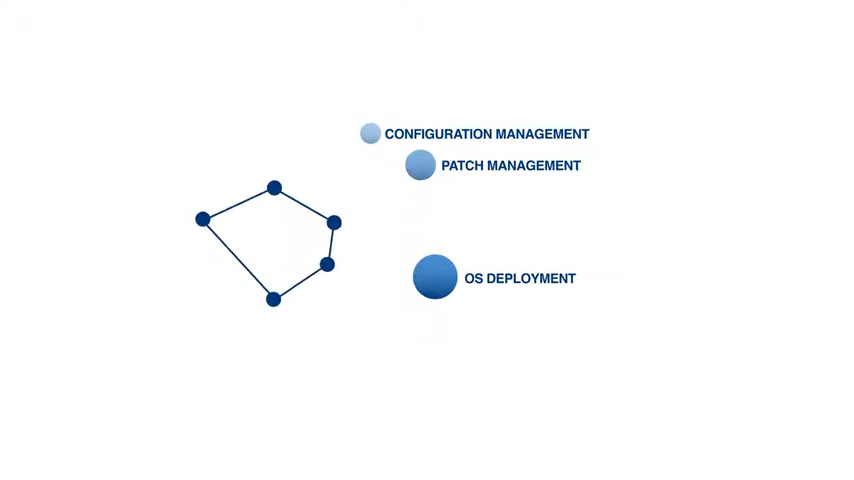 CONFIGURATION MANAGEMENT
PATCH MANAGEMENT
OS DEPLOYMENT